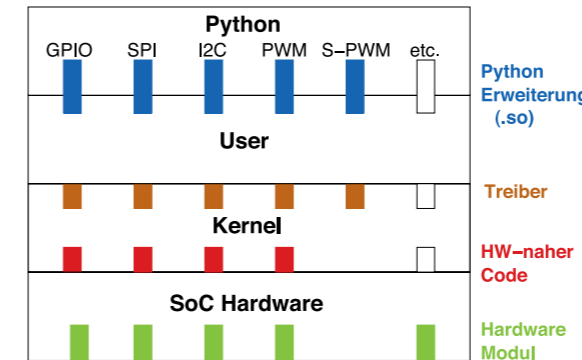 Python
GPIO SPI I2C PWM S-PWM etc.
Python
Erweiterung
(.so)
User
Treiber
Kernel
HW-naher
Code
SoC Hardware
Hardware
Modul